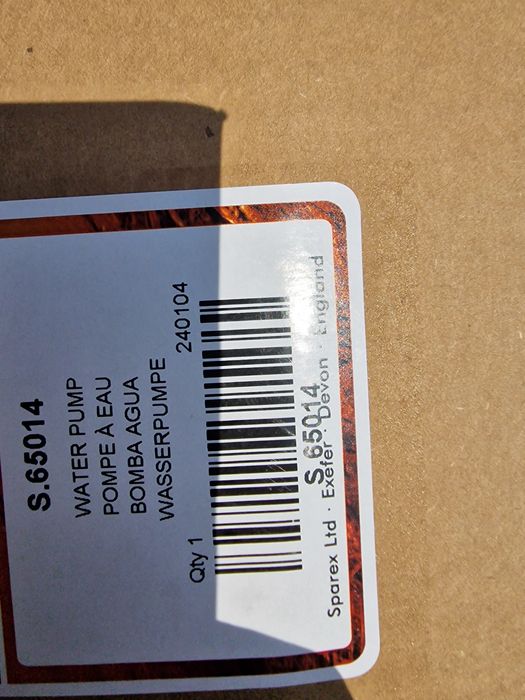 S.65014
WATER PUMP
POMPE À EAU
BOMBA AGUA
WASSERPUMPE
Qty 1 240104
S.65014
Sparex Ltd · Exeter · Devon · England